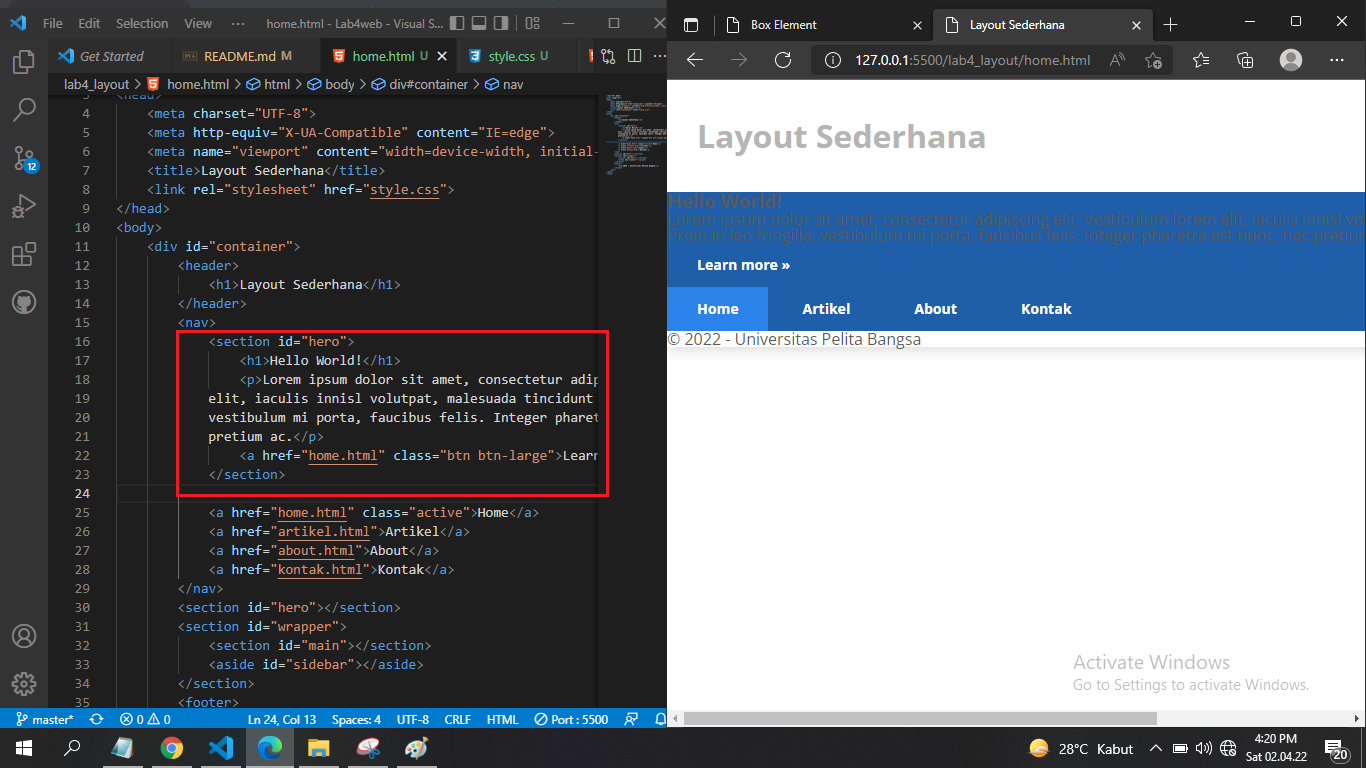 File Edit Selection View ··· home.html - Lab4web - Visual S...
Get Started README.md M home.html U style.css U
lab4_layout > home.html > html > body > div#container > nav
3 <head>
4 <meta charset="UTF-8">
5 <meta http-equiv="X-UA-Compatible" content="IE=edge">
6 <meta name="viewport" content="width=device-width, initial-
7 <title>Layout Sederhana</title>
8 <link rel="stylesheet" href="style.css">
9 </head>
10 <body>
11 <div id="container">
12 <header>
13 <h1>Layout Sederhana</h1>
14 </header>
15 <nav>
16 <section id="hero">
17 <h1>Hello World!</h1>
18 <p>Lorem ipsum dolor sit amet, consectetur adip
19 elit, iaculis innisl volutpat, malesuada tincidunt
20 vestibulum mi porta, faucibus felis. Integer pharet
21 pretium ac.</p>
22 <a href="home.html" class="btn btn-large">Learn
23 </section>
24
25 <a href="home.html" class="active">Home</a>
26 <a href="artikel.html">Artikel</a>
27 <a href="about.html">About</a>
28 <a href="kontak.html">Kontak</a>
29 </nav>
30 <section id="hero"></section>
31 <section id="wrapper">
32 <section id="main"></section>
33 <aside id="sidebar"></aside>
34 </section>
35 <footer>
12
master* 0 0 Ln 24, Col 13 Spaces: 4 UTF-8 CRLF HTML Port : 5500
Box Element Layout Sederhana
127.0.0.1:5500/lab4_layout/home.html
Layout Sederhana
Hello World!
Lorem ipsum dolor sit amet, consectetur adipiscing elit. Vestibulum lorem elit, iaculis innisl vo
Proin in leo fringilla, vestibulum mi porta, faucibus felis. Integer pharetra est nunc, nec pretium
Learn more »
Home Artikel About Kontak
© 2022 - Universitas Pelita Bangsa
Activate Windows
Go to Settings to activate Windows.
28°C Kabut
4:20 PM
Sat 02.04.22
20